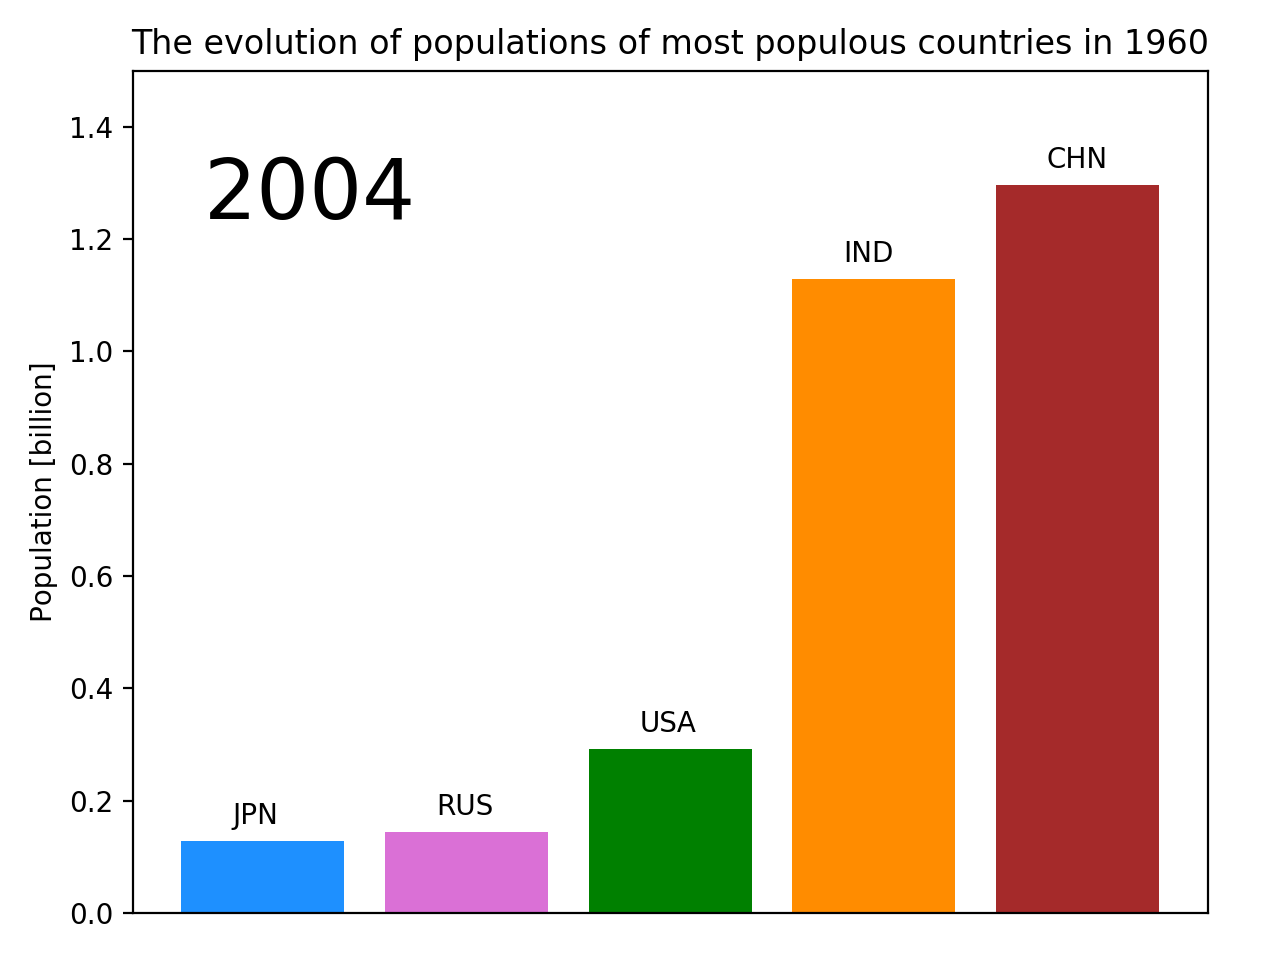 The evolution of populations of most populous countries in 1960
2004
Population [billion]
1.4
1.2
1.0
0.8
0.6
0.4
0.2
0.0
JPN
RUS
USA
IND
CHN